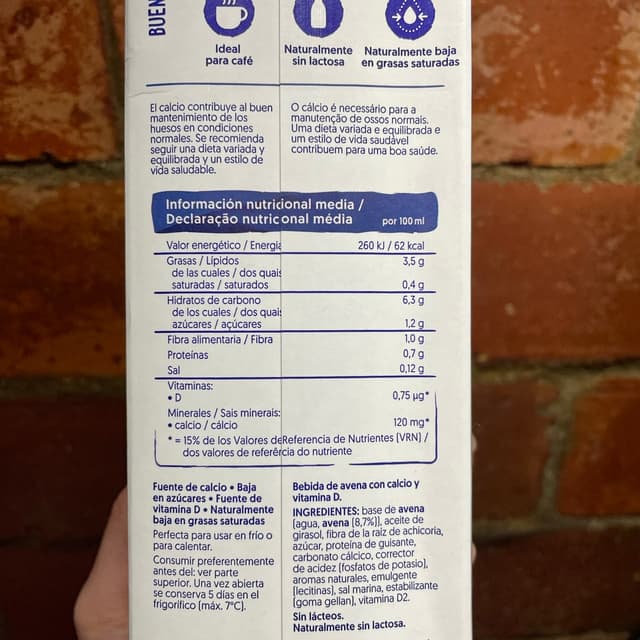 BUEN
Ideal
para café
Naturalmente
sin lactosa
Naturalmente baja
en grasas saturadas
El calcio contribuye al buen
mantenimiento de los
huesos en condiciones
normales. Se recomienda
seguir una dieta variada y
equilibrada y un estilo de
vida saludable.
O cálcio é necessário para a
manutenção de ossos normais.
Uma dieta variada e equilibrada e
um estilo de vida saudável
contribuem para uma boa saúde.
Información nutricional media /
Declaração nutricional média por 100 ml
Valor energético / Energia 260 kJ / 62 kcal
Grasas / Lípidos 3,5 g
de las cuales / dos quais
saturadas / saturados 0,4 g
Hidratos de carbono 6,3 g
de los cuales / dos quais
azúcares / açúcares 1,2 g
Fibra alimentaria / Fibra 1,0 g
Proteínas 0,7 g
Sal 0,12 g
Vitaminas:
• D 0,75 µg*
Minerales / Sais minerais:
• calcio / cálcio 120 mg*
* = 15% de los Valores de Referencia de Nutrientes (VRN) /
dos valores de referência do nutriente
Fuente de calcio • Baja
en azúcares • Fuente de
vitamina D • Naturalmente
baja en grasas saturadas
Perfecta para usar en frío o
para calentar.
Consumir preferentemente
antes del: ver parte
superior. Una vez abierta
se conserva 5 días en el
frigorífico (máx. 7°C).
Bebida de avena con calcio y
vitamina D.
INGREDIENTES: base de avena
(agua, avena (8,7%)), aceite de
girasol, fibra de la raíz de achicoria,
azúcar, proteína de guisante,
carbonato cálcico, corrector
de acidez (fosfatos de potasio),
aromas naturales, emulgente
(lecitinas), sal marina, estabilizante
(goma gellan), vitamina D2.
Sin lácteos.
Naturalmente sin lactosa.